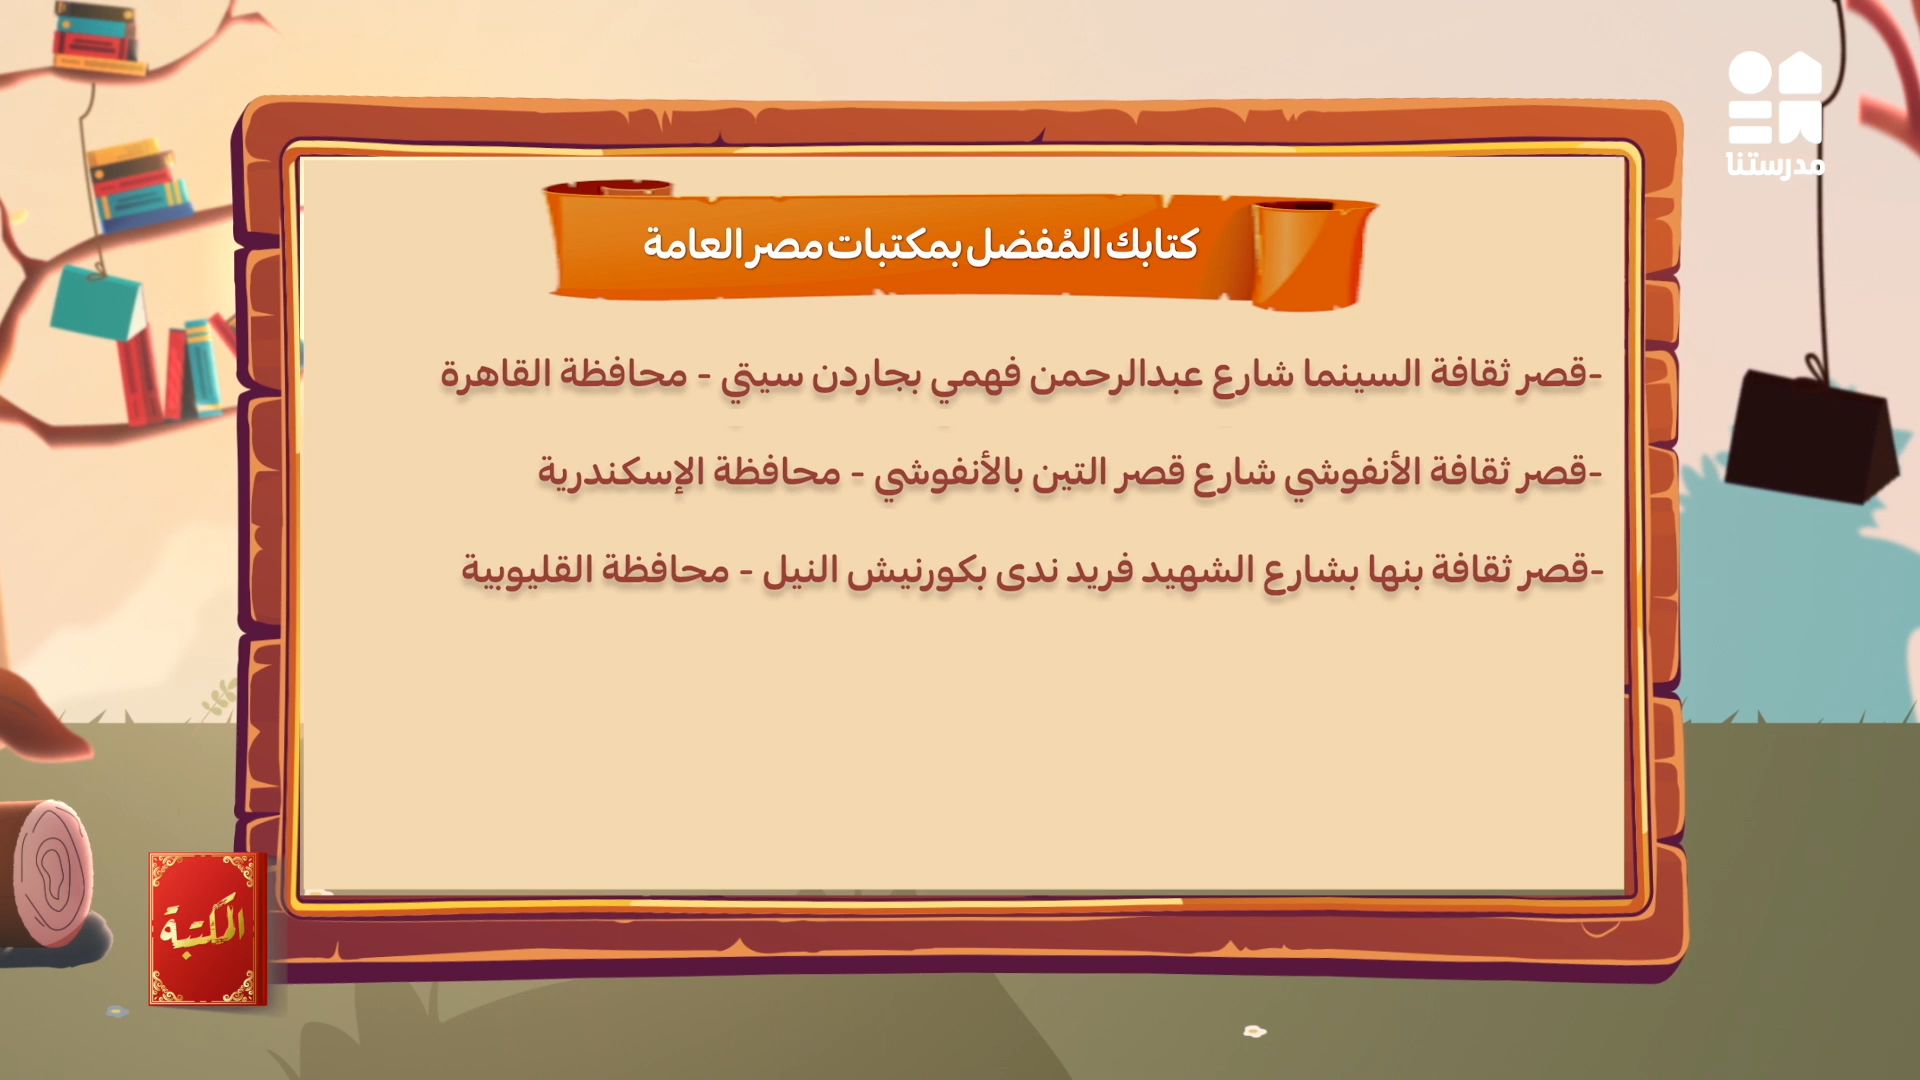 مدرستنا
كتابك المُفضل بمكتبات مصر العامة
-قصر ثقافة السينما شارع عبدالرحمن فهمي بجاردن سيتي - محافظة القاهرة
-قصر ثقافة الأنفوشي شارع قصر التين بالأنفوشي - محافظة الإسكندرية
-قصر ثقافة بنها بشارع الشهيد فريد ندى بكورنيش النيل - محافظة القليوبية
المكتبة